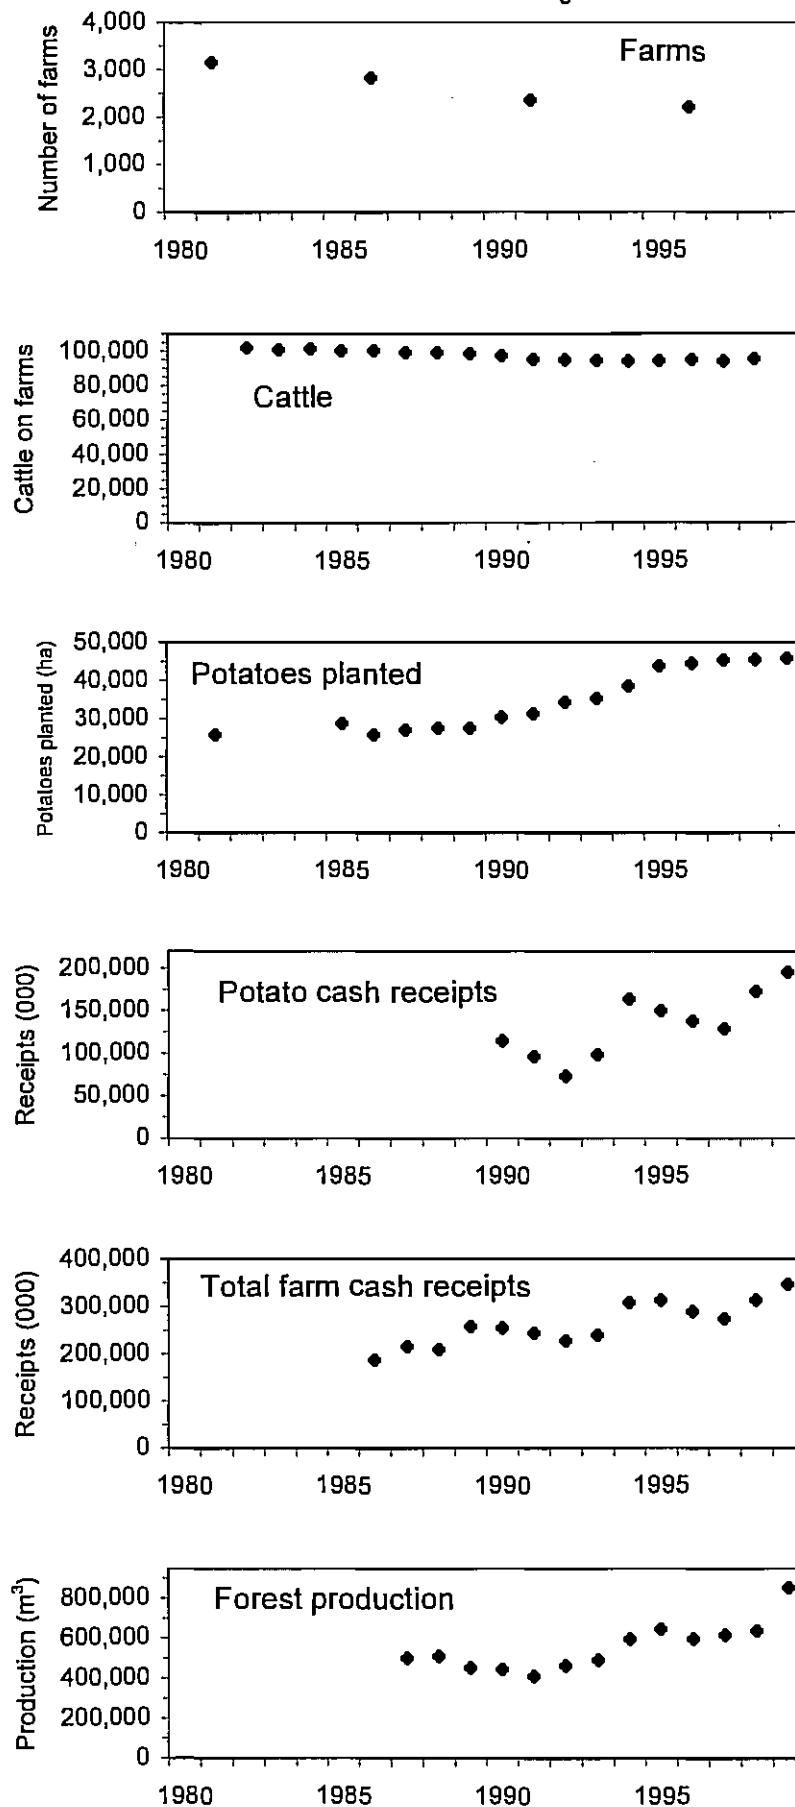 4,000
3,000
2,000
1,000
0
Number of farms
Farms
1980 1985 1990 1995
100,000
80,000
60,000
40,000
20,000
0
Cattle on farms
Cattle
1980 1985 1990 1995
50,000
40,000
30,000
20,000
10,000
0
Potatoes planted (ha)
Potatoes planted
1980 1985 1990 1995
200,000
150,000
100,000
50,000
0
Receipts (000)
Potato cash receipts
1980 1985 1990 1995
400,000
300,000
200,000
100,000
0
Receipts (000)
Total farm cash receipts
1980 1985 1990 1995
800,000
600,000
400,000
200,000
0
Production (m³)
Forest production
1980 1985 1990 1995